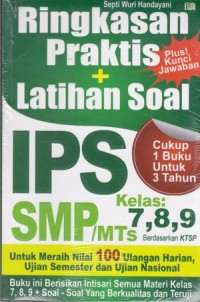 Septi Wuri Handayani
Ringkasan
Praktis
+
Plus! Kunci
Jawaban
Latihan Soal
IPS
Cukup
1 Buku
Untuk
3 Tahun
SMP/MTs
Kelas:
7,8,9
Berdasarkan KTSP
Untuk Meraih Nilai 100 Ulangan Harian,
Ujian Semester dan Ujian Nasional
Buku ini Berisikan Intisari Semua Materi Kelas
7, 8, 9 + Soal - Soal Yang Berkualitas dan Teruji